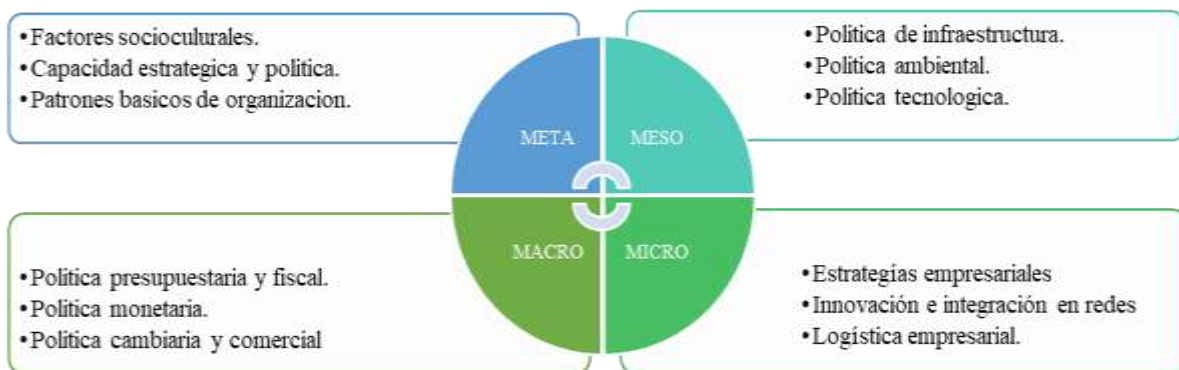 •Factores socioculurales.
•Capacidad estrategica y politica.
•Patrones basicos de organizacion.
META
•Politica de infraestructura.
•Politica ambiental.
•Politica tecnologica.
MESO
•Politica presupuestaria y fiscal.
•Politica monetaria.
•Politica cambiaria y comercial
MACRO
•Estrategías empresariales
•Innovación e integración en redes
•Logística empresarial.
MICRO